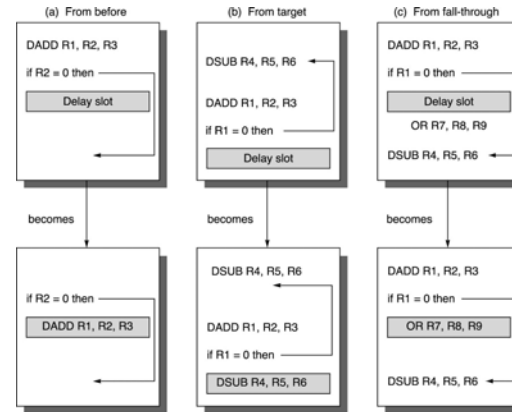 (a) From before
DADD R1, R2, R3
if R2 = 0 then
Delay slot
becomes
if R2 = 0 then
DADD R1, R2, R3
(b) From target
DSUB R4, R5, R6
DADD R1, R2, R3
if R1 = 0 then
Delay slot
becomes
DSUB R4, R5, R6
DADD R1, R2, R3
if R1 = 0 then
DSUB R4, R5, R6
(c) From fall-through
DADD R1, R2, R3
if R1 = 0 then
Delay slot
OR R7, R8, R9
DSUB R4, R5, R6
becomes
DADD R1, R2, R3
if R1 = 0 then
OR R7, R8, R9
DSUB R4, R5, R6